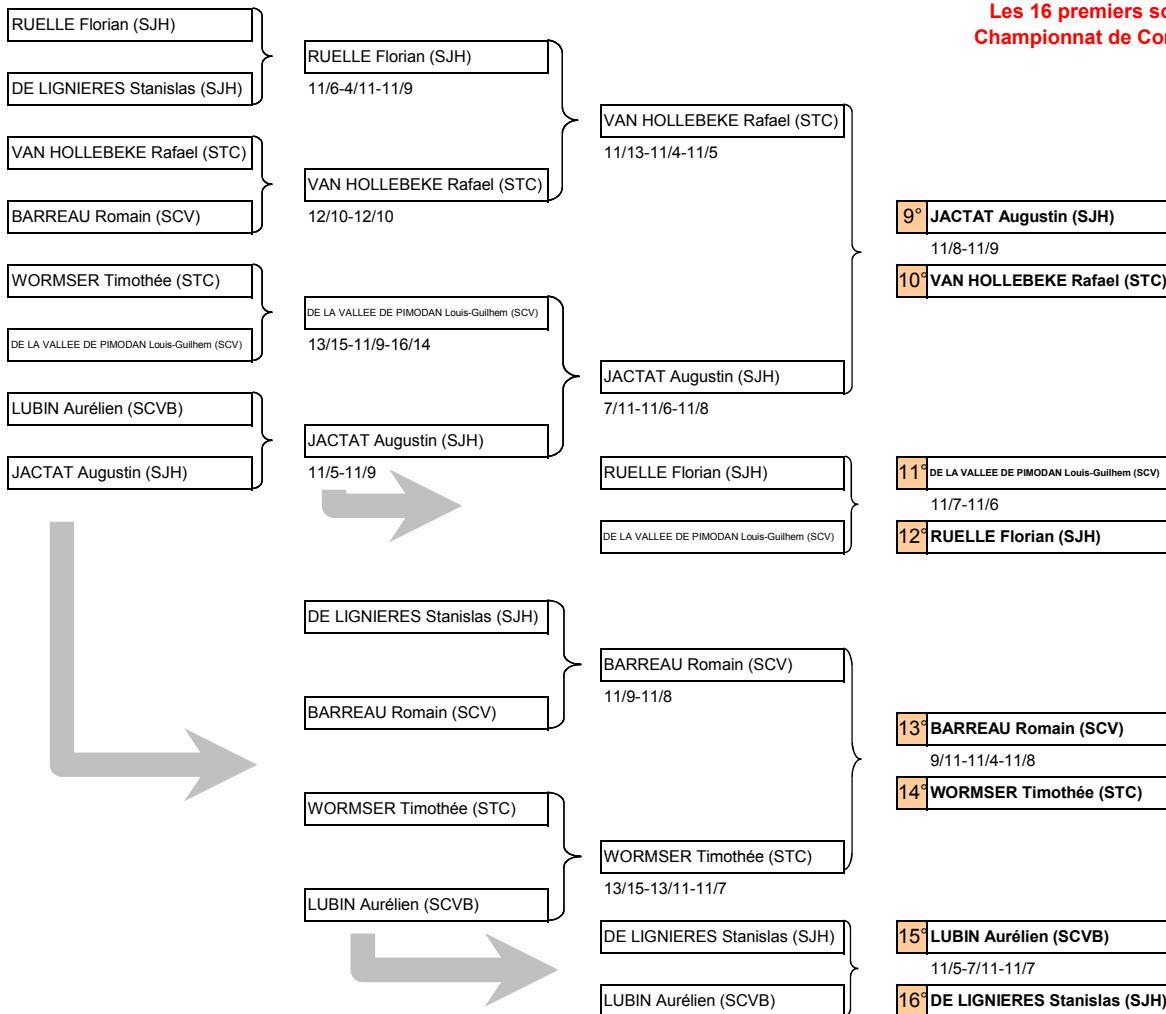 Les 16 premiers
Championnat de
RUELLE Florian (SJH)
DE LIGNIERES Stanislas (SJH)
VAN HOLLEBEKE Rafael (STC)
BARREAU Romain (SCV)
WORMSER Timothée (STC)
DE LA VALLEE DE PIMODAN Louis-Guilhem (SCV)
LUBIN Aurélien (SCVB)
JACTAT Augustin (SJH)
RUELLE Florian (SJH)
11/6-4/11-11/9
VAN HOLLEBEKE Rafael (STC)
12/10-12/10
DE LA VALLEE DE PIMODAN Louis-Guilhem (SCV)
13/15-11/9-16/14
JACTAT Augustin (SJH)
11/5-11/9
VAN HOLLEBEKE Rafael (STC)
11/13-11/4-11/5
JACTAT Augustin (SJH)
7/11-11/6-11/8
9° JACTAT Augustin (SJH)
11/8-11/9
10° VAN HOLLEBEKE Rafael (STC)
RUELLE Florian (SJH)
DE LA VALLEE DE PIMODAN Louis-Guilhem (SCV)
11° DE LA VALLEE DE PIMODAN Louis-Guilhem (SCV)
11/7-11/6
12° RUELLE Florian (SJH)
DE LIGNIERES Stanislas (SJH)
BARREAU Romain (SCV)
WORMSER Timothée (STC)
LUBIN Aurélien (SCVB)
BARREAU Romain (SCV)
11/9-11/8
WORMSER Timothée (STC)
13/15-13/11-11/7
13° BARREAU Romain (SCV)
9/11-11/4-11/8
14° WORMSER Timothée (STC)
DE LIGNIERES Stanislas (SJH)
LUBIN Aurélien (SCVB)
15° LUBIN Aurélien (SCVB)
11/5-7/11-11/7
16° DE LIGNIERES Stanislas (SJH)